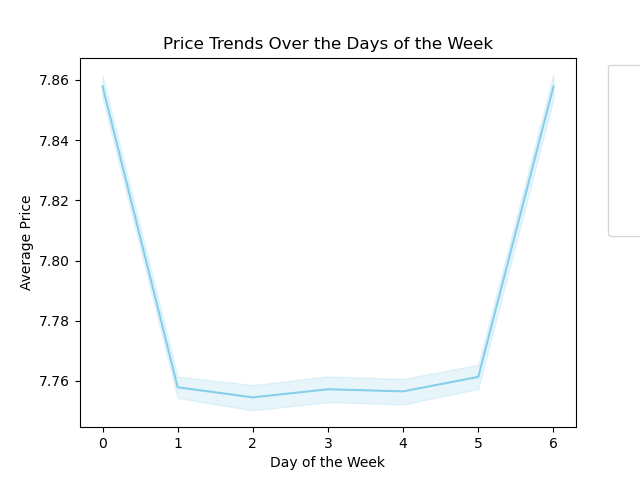 Price Trends Over the Days of the Week
Average Price
7.86
7.84
7.82
7.80
7.78
7.76
0 1 2 3 4 5 6
Day of the Week